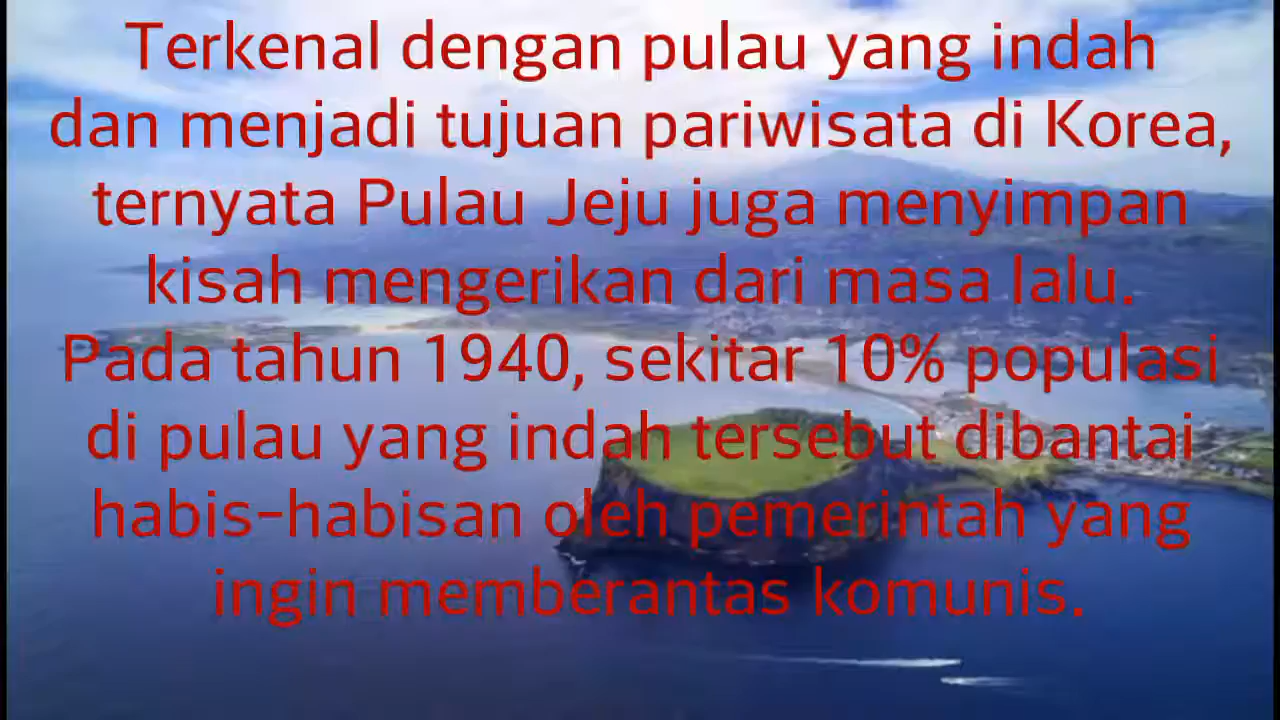 Terkenal dengan pulau yang indah
dan menjadi tujuan pariwisata di Korea,
ternyata Pulau Jeju juga menyimpan
kisah mengerikan dari masa lalu.
Pada tahun 1940, sekitar 10% populasi
di pulau yang indah tersebut dibantai
habis-habisan oleh pemerintah yang
ingin memberantas komunis.